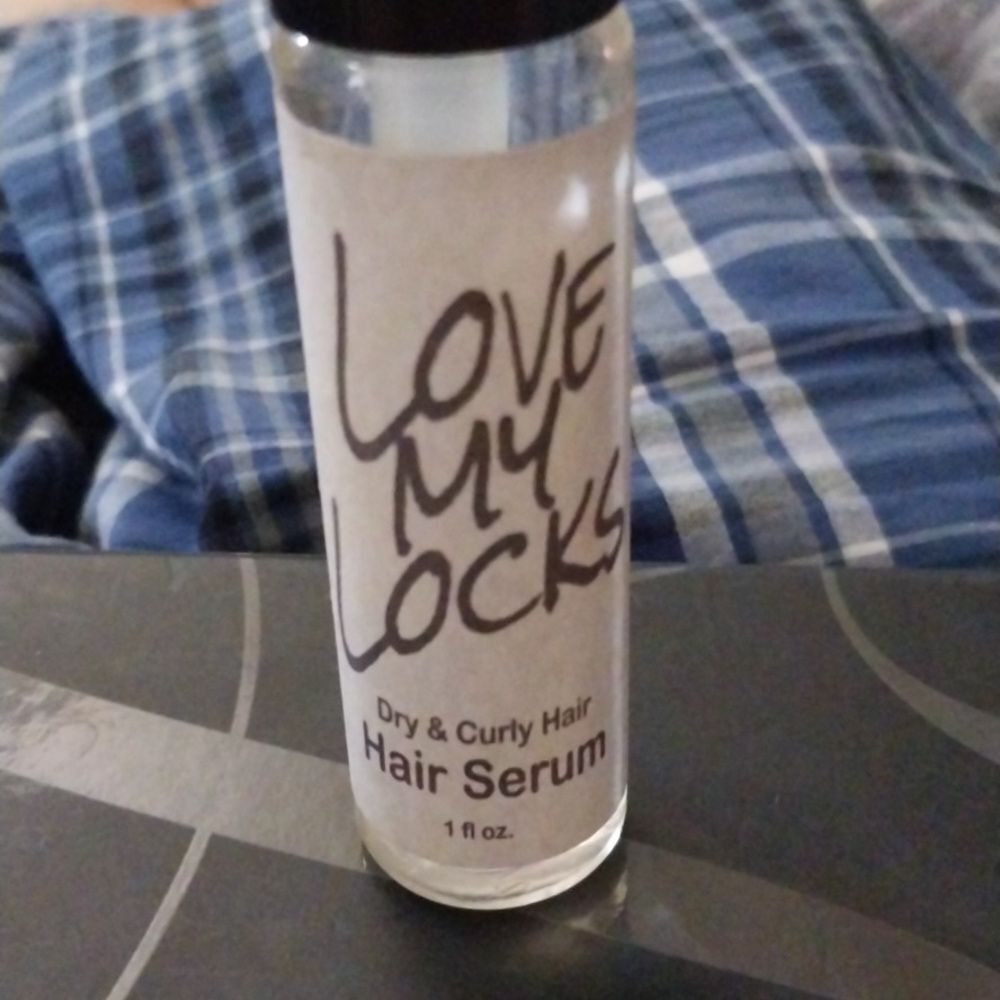 LOVE
MY
LOCKS
Dry & Curly Hair
Hair Serum
1 fl oz.